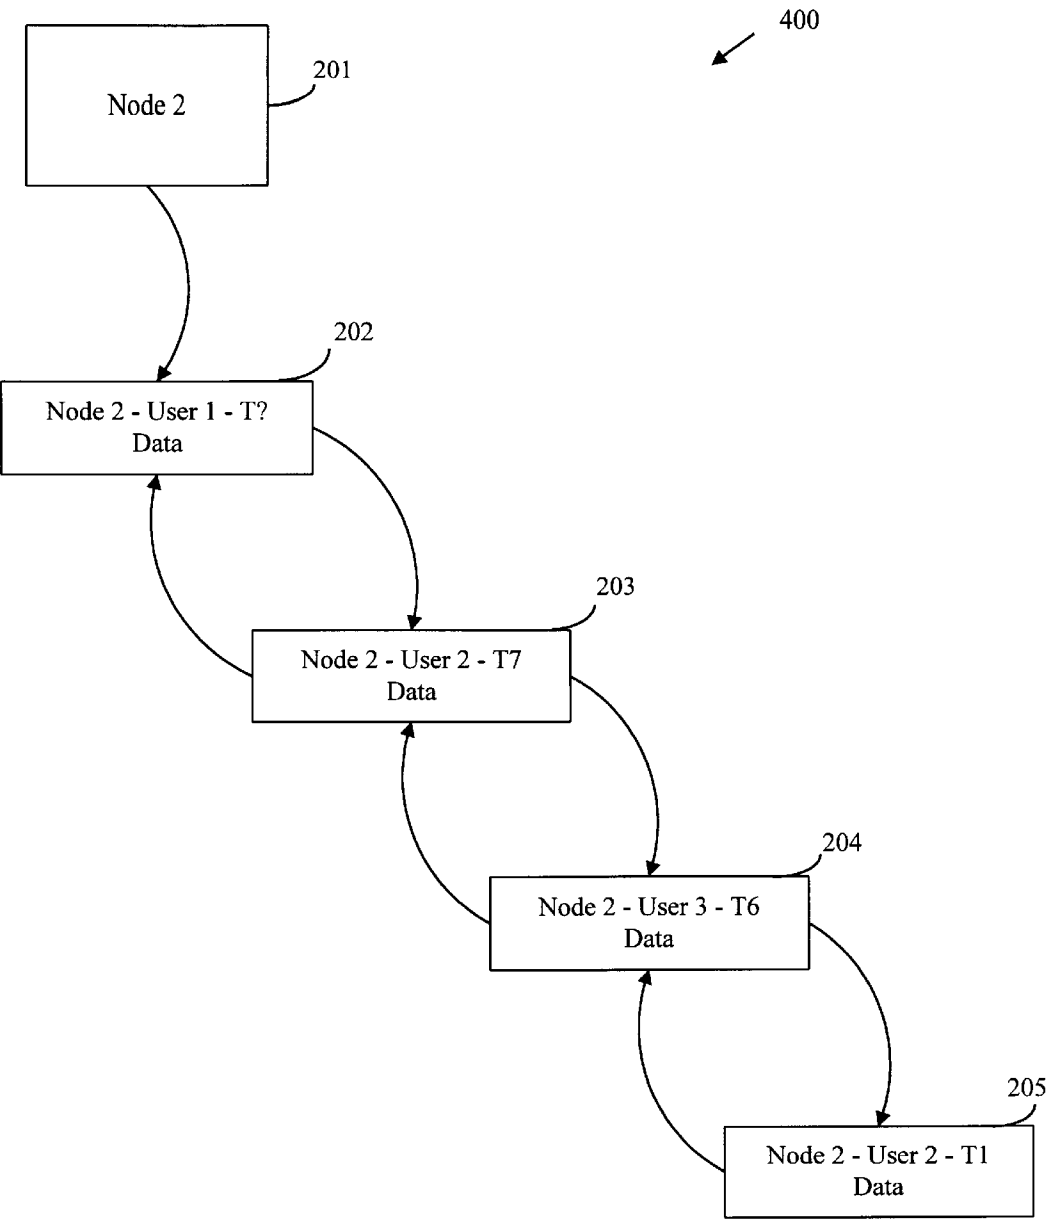 400
201
Node 2
202
Node 2 - User 1 - T?
Data
203
Node 2 - User 2 - T7
Data
204
Node 2 - User 3 - T6
Data
205
Node 2 - User 2 - T1
Data